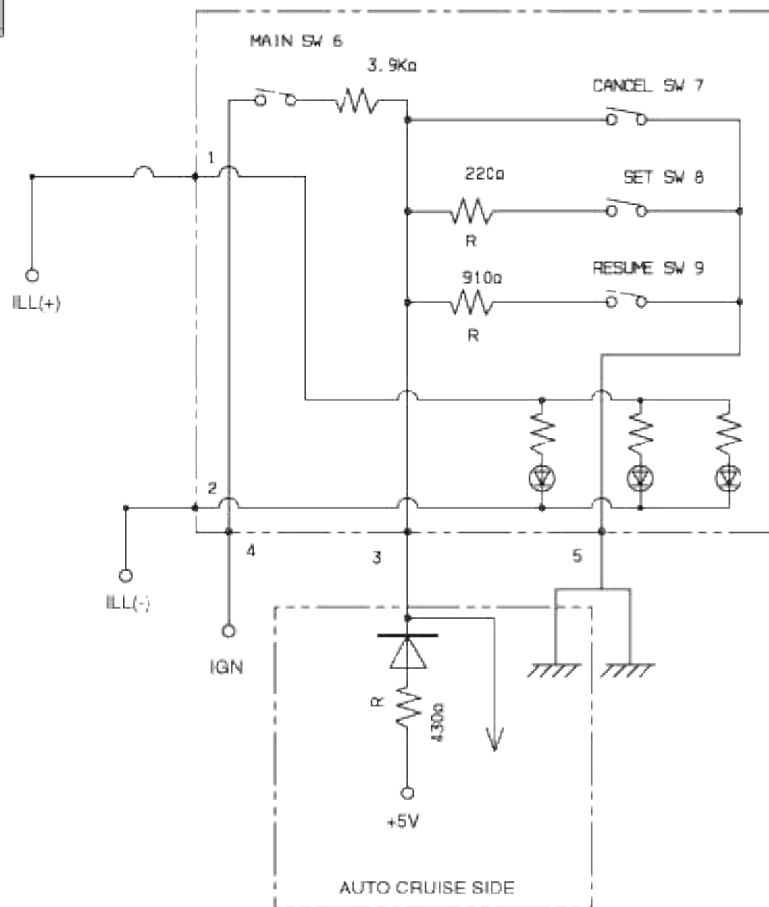 MAIN SW 6
3.9KΩ
CANCEL SW 7
1
220Ω
SET SW 8
R
ILL(+)
910Ω
RESUME SW 9
R
2
4
3
5
ILL(-)
IGN
R
430Ω
+5V
AUTO CRUISE SIDE